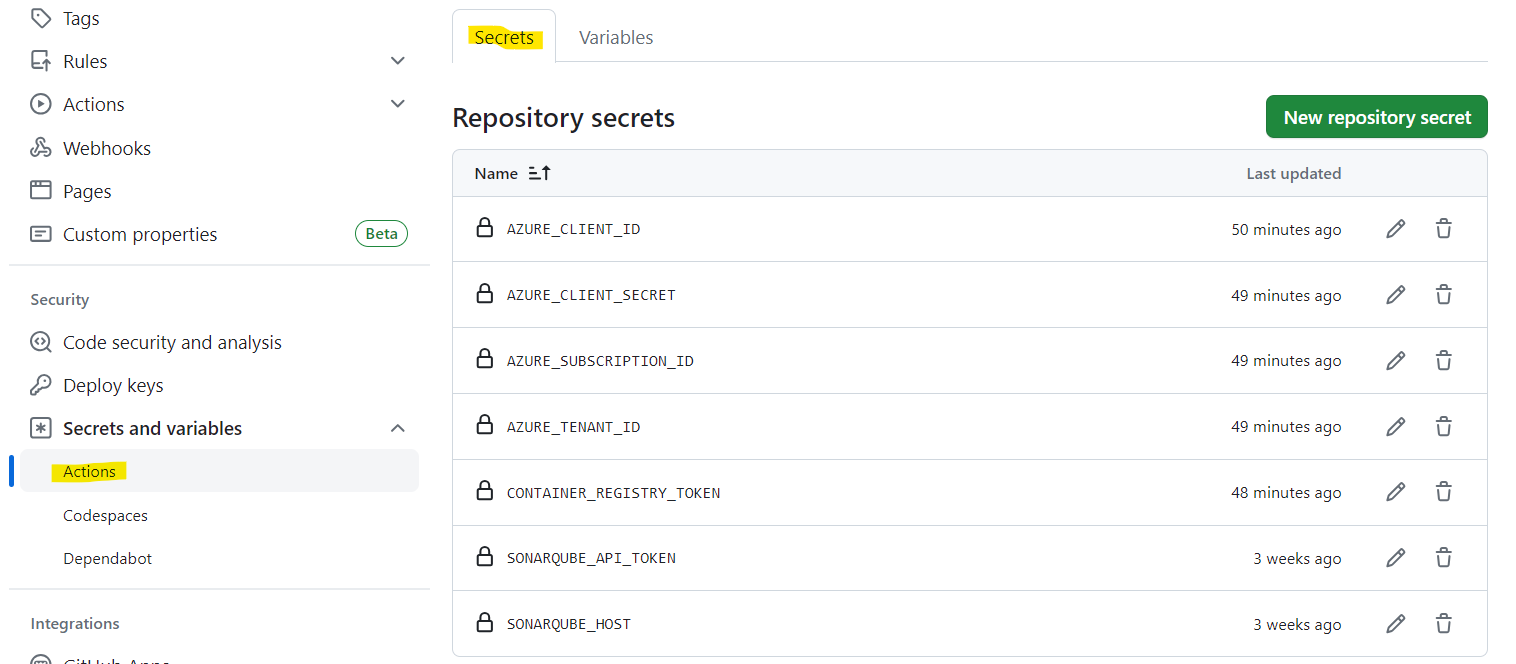 Tags
Rules
Actions
Webhooks
Pages
Custom properties Beta
Security
Code security and analysis
Deploy keys
Secrets and variables
Actions
Codespaces
Dependabot
Integrations
GitHub Apps
Secrets Variables
Repository secrets New repository secret
Name Last updated
AZURE_CLIENT_ID 50 minutes ago
AZURE_CLIENT_SECRET 49 minutes ago
AZURE_SUBSCRIPTION_ID 49 minutes ago
AZURE_TENANT_ID 49 minutes ago
CONTAINER_REGISTRY_TOKEN 48 minutes ago
SONARQUBE_API_TOKEN 3 weeks ago
SONARQUBE_HOST 3 weeks ago